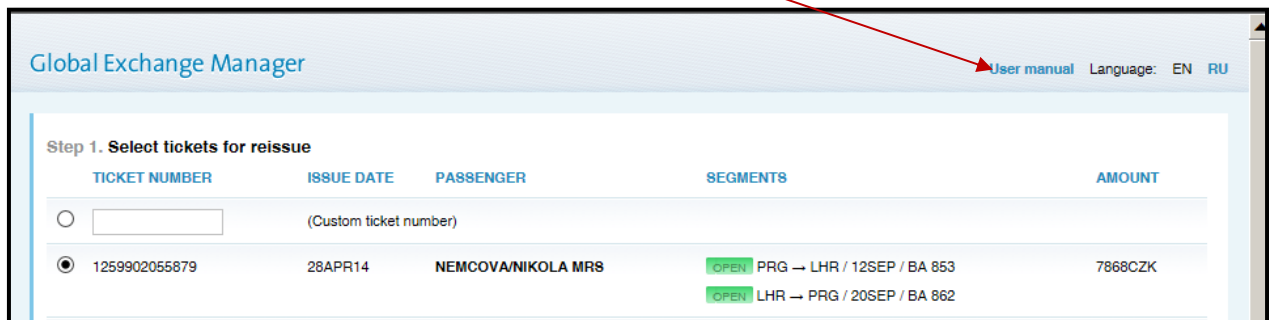 Global Exchange Manager
User manual Language: EN RU
Step 1. Select tickets for reissue
TICKET NUMBER ISSUE DATE PASSENGER SEGMENTS AMOUNT
(Custom ticket number)
1259902055879 28APR14 NEMCOVA/NIKOLA MRS OPEN PRG → LHR / 12SEP / BA 853 7868CZK
OPEN LHR → PRG / 20SEP / BA 862